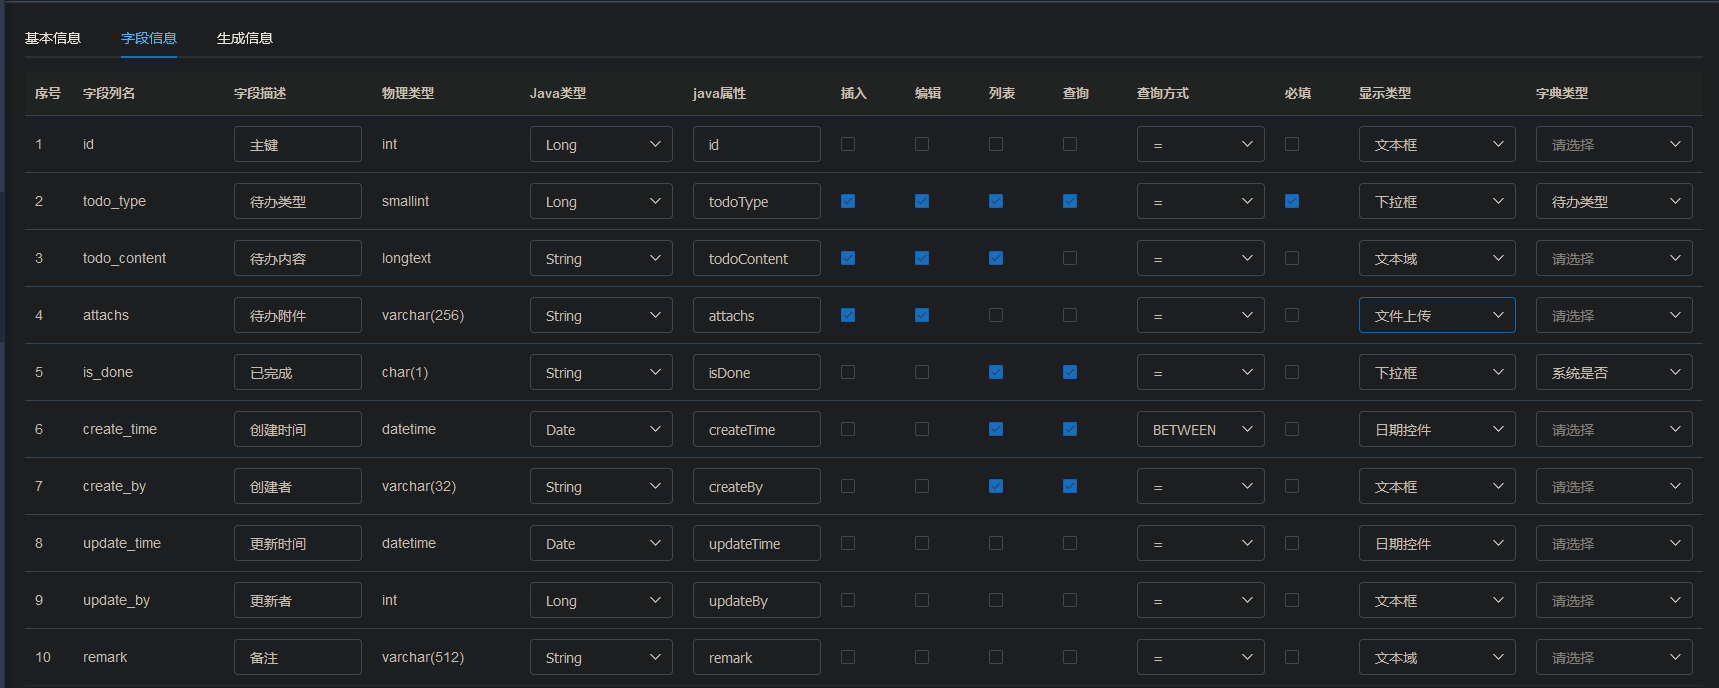 基本信息 字段信息 生成信息
序号 字段列名 字段描述 物理类型 Java类型 java属性 插入 编辑 列表 查询 查询方式 必填 显示类型 字典类型
1 id 主键 int Long id = 文本框 请选择
2 todo_type 待办类型 smallint Long todoType = 下拉框 待办类型
3 todo_content 待办内容 longtext String todoContent = 文本域 请选择
4 attachs 待办附件 varchar(256) String attachs = 文件上传 请选择
5 is_done 已完成 char(1) String isDone = 下拉框 系统是否
6 create_time 创建时间 datetime Date createTime BETWEEN 日期控件 请选择
7 create_by 创建者 varchar(32) String createBy = 文本框 请选择
8 update_time 更新时间 datetime Date updateTime = 日期控件 请选择
9 update_by 更新者 int Long updateBy = 文本框 请选择
10 remark 备注 varchar(512) String remark = 文本域 请选择